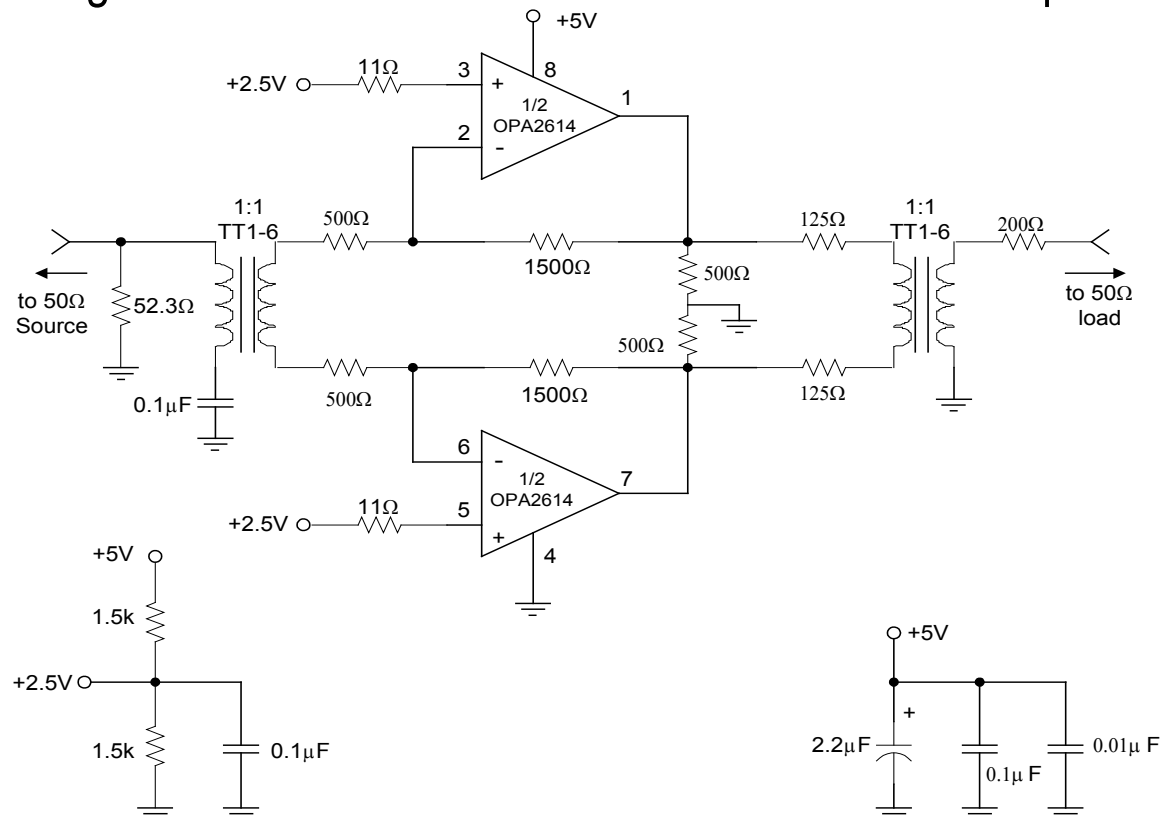 +5V
11Ω
+2.5V
3
+
8
1/2
OPA2614
1
2
-
1:1
TT1-6
500Ω
1500Ω
125Ω
1:1
TT1-6
200Ω
to 50Ω
Source
52.3Ω
500Ω
to 50Ω
load
500Ω
500Ω
1500Ω
125Ω
0.1μF
6
-
1/2
OPA2614
7
11Ω
+2.5V
5
+
4
+5V
1.5k
+2.5V
1.5k
0.1μF
+5V
+
2.2μF
0.1μ F
0.01μ F